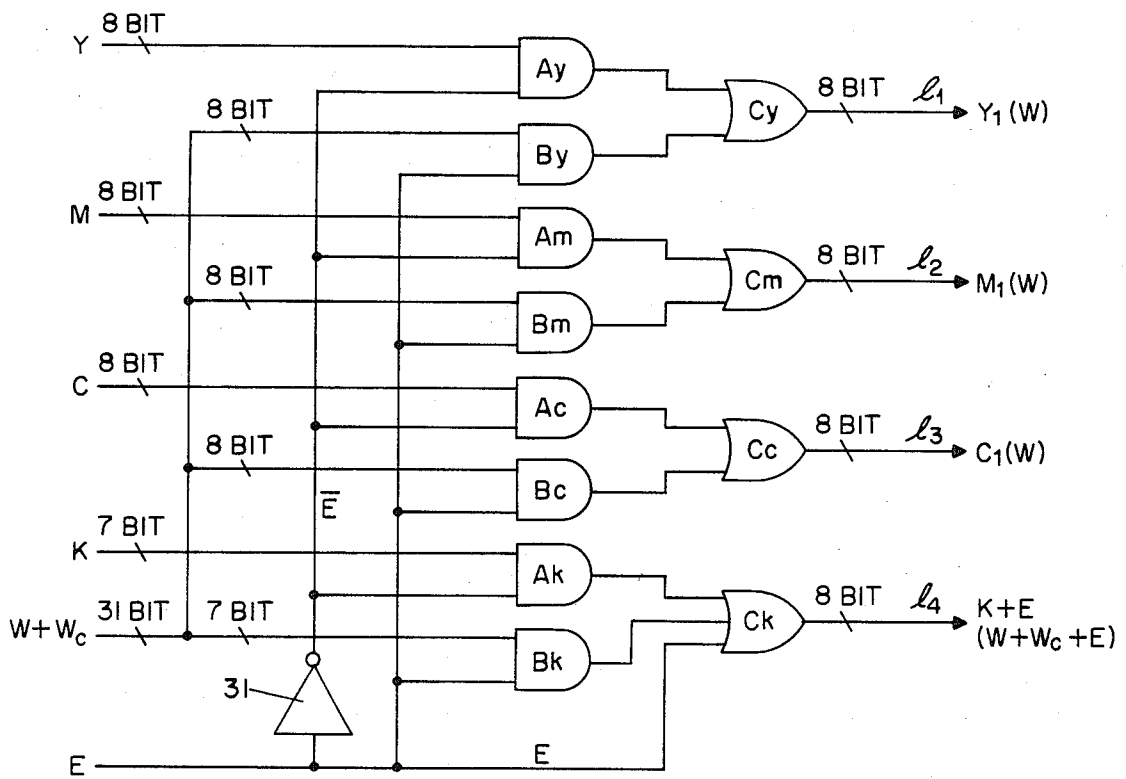 8 BIT
Y
Ay
8 BIT
l1
Cy
Y1(W)
8 BIT
By
8 BIT
M
Am
8 BIT
l2
Cm
M1(W)
8 BIT
Bm
8 BIT
C
Ac
8 BIT
l3
Cc
C1(W)
8 BIT
Bc
E̅
7 BIT
K
Ak
8 BIT
l4
Ck
K+E
(W+Wc+E)
31 BIT
7 BIT
W+Wc
Bk
31
E
E